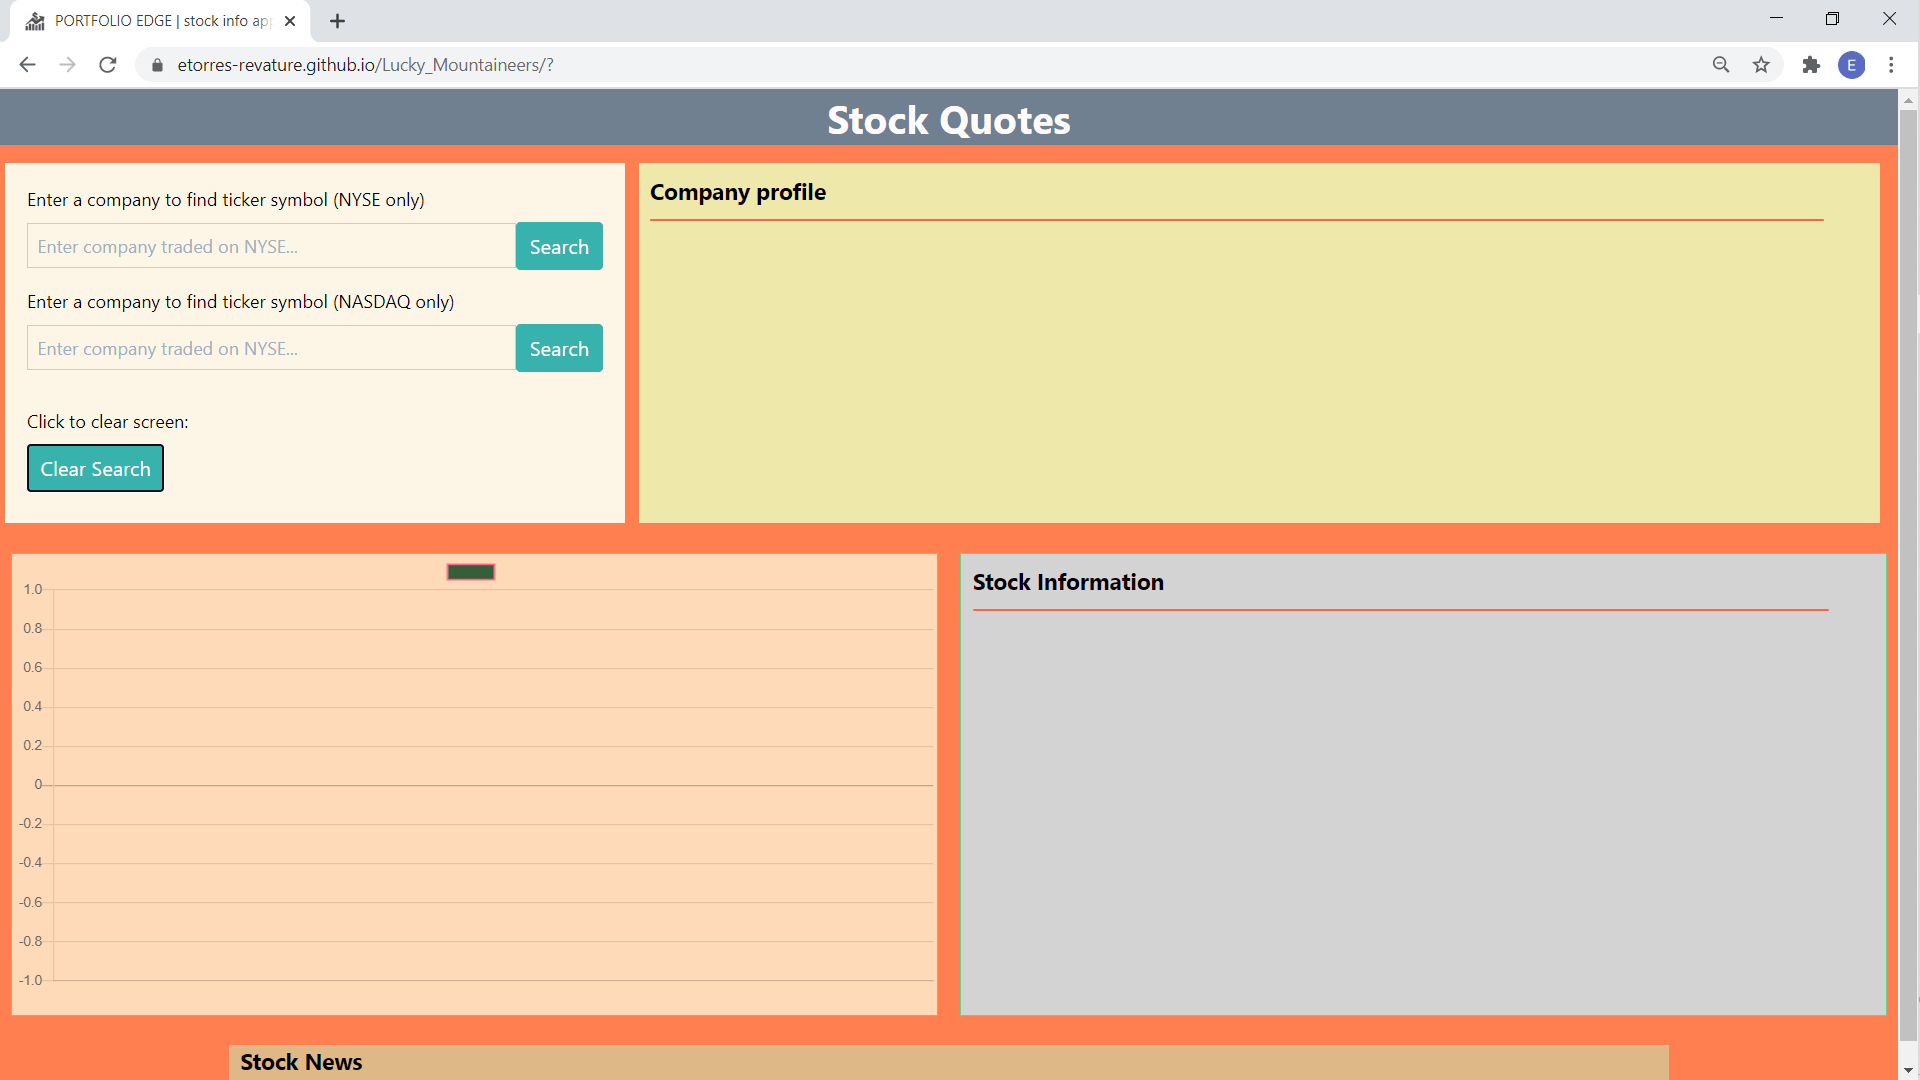 PORTFOLIO EDGE | stock info app
etorres-revature.github.io/Lucky_Mountaineers/?
E
Stock Quotes
Enter a company to find ticker symbol (NYSE only)
Enter company traded on NYSE...
Search
Enter a company to find ticker symbol (NASDAQ only)
Enter company traded on NYSE...
Search
Click to clear screen:
Clear Search
Company profile
1.0
0.8
0.6
0.4
0.2
0
-0.2
-0.4
-0.6
-0.8
-1.0
Stock Information
Stock News